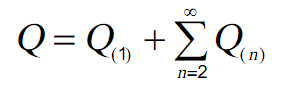 Q = Q₍₁₎ + ∑_{n=2}^{∞} Q₍ₙ₎